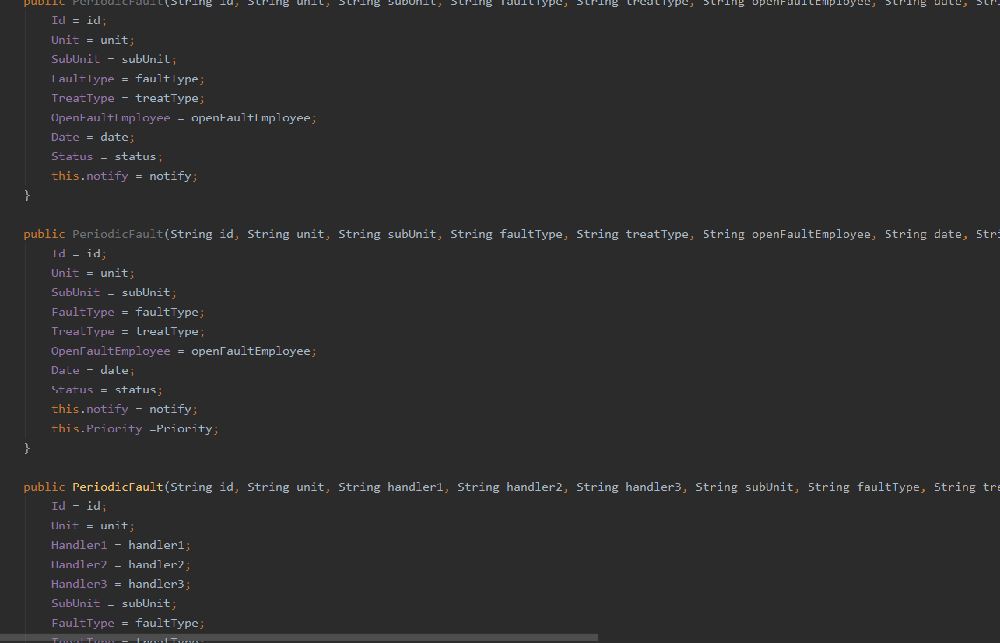 public PeriodicFault(String id, String unit, String subUnit, String faultType, String treatType, String openFaultEmployee, String date, Stri
Id = id;
Unit = unit;
SubUnit = subUnit;
FaultType = faultType;
TreatType = treatType;
OpenFaultEmployee = openFaultEmployee;
Date = date;
Status = status;
this.notify = notify;
}
public PeriodicFault(String id, String unit, String subUnit, String faultType, String treatType, String openFaultEmployee, String date, Stri
Id = id;
Unit = unit;
SubUnit = subUnit;
FaultType = faultType;
TreatType = treatType;
OpenFaultEmployee = openFaultEmployee;
Date = date;
Status = status;
this.notify = notify;
this.Priority =Priority;
}
public PeriodicFault(String id, String unit, String handler1, String handler2, String handler3, String subUnit, String faultType, String tre
Id = id;
Unit = unit;
Handler1 = handler1;
Handler2 = handler2;
Handler3 = handler3;
SubUnit = subUnit;
FaultType = faultType;
TreatType = treatType;